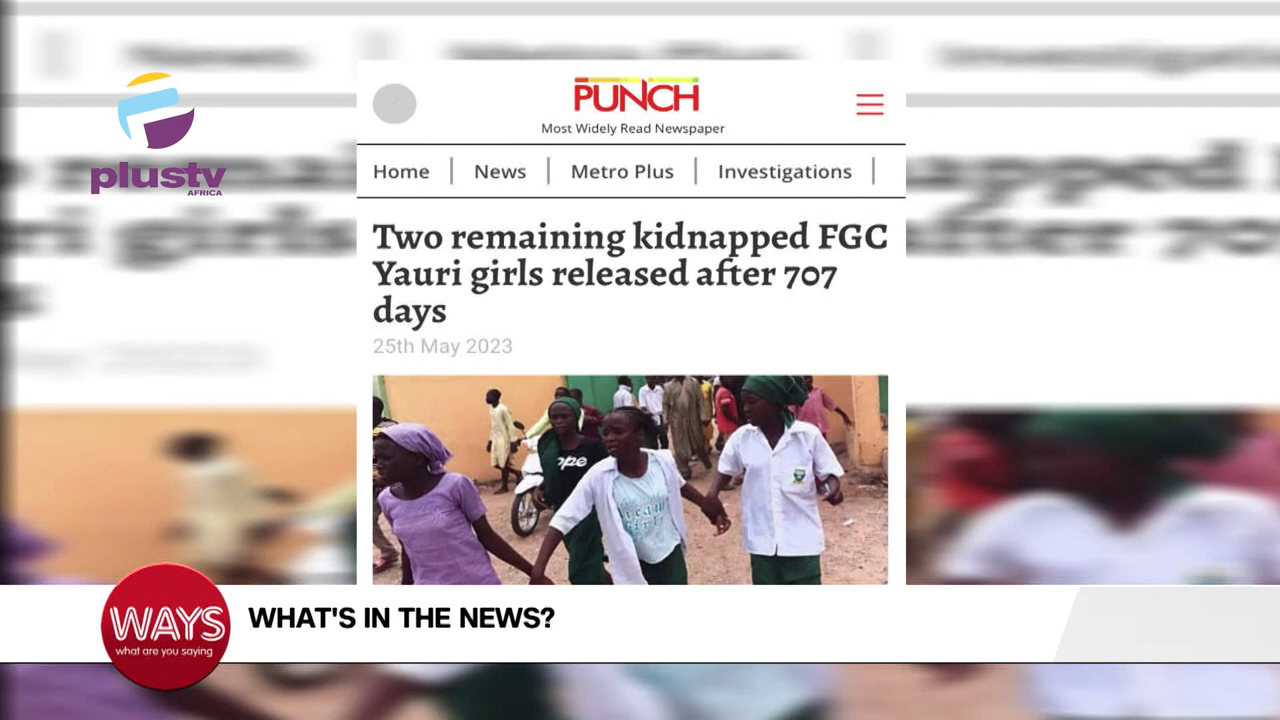 plustv
AFRICA
PUNCH
Most Widely Read Newspaper
Home | News | Metro Plus | Investigations |
Two remaining kidnapped FGC
Yauri girls released after 707
days
25th May 2023
ope
WAYS
what are you saying
WHAT'S IN THE NEWS?